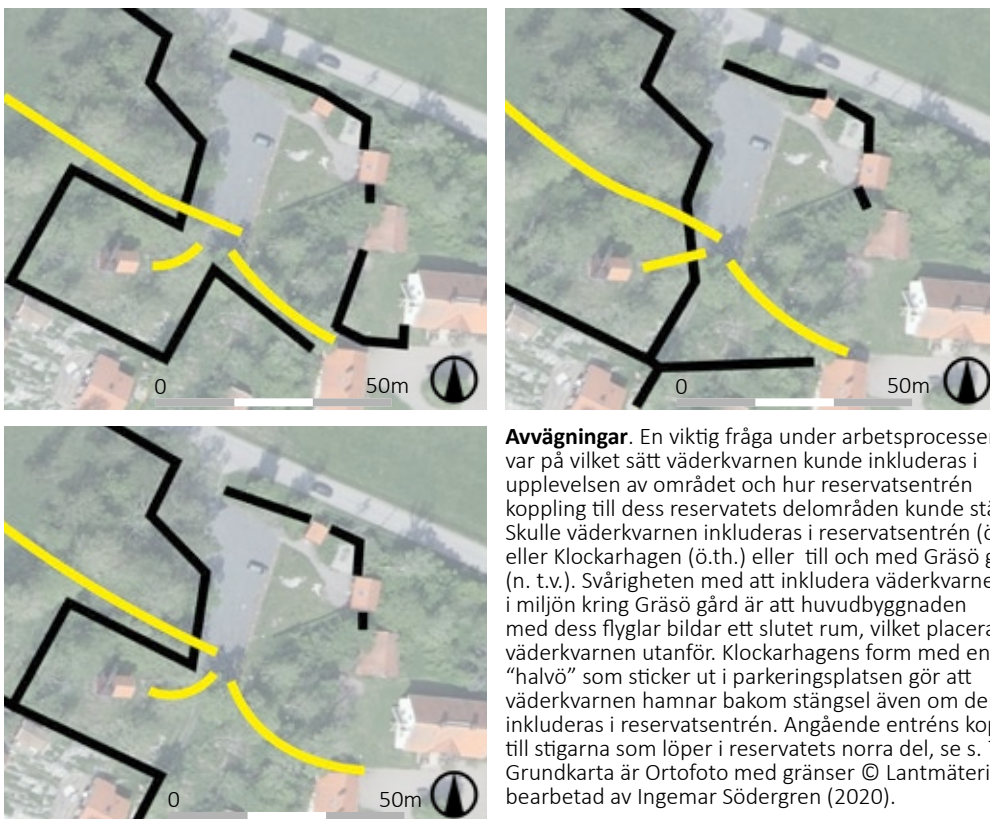 0 50m
0 50m
0 50m
Avvägningar. En viktig fråga under arbetsprocessen
var på vilket sätt väderkvarnen kunde inkluderas i
upplevelsen av området och hur reservatsentrén
koppling till dess reservatets delområden kunde stä
Skulle väderkvarnen inkluderas i reservatsentrén (ö
eller Klockarhagen (ö.th.) eller till och med Gräsö g
(n. t.v.). Svårigheten med att inkludera väderkvarne
i miljön kring Gräsö gård är att huvudbyggnaden
med dess flyglar bildar ett slutet rum, vilket placera
väderkvarnen utanför. Klockarhagens form med en
“halvö” som sticker ut i parkeringsplatsen gör att
väderkvarnen hamnar bakom stängsel även om de
inkluderas i reservatsentrén. Angående entréns kop
till stigarna som löper i reservatets norra del, se s.
Grundkarta är Ortofoto med gränser © Lantmäteri
bearbetad av Ingemar Södergren (2020).